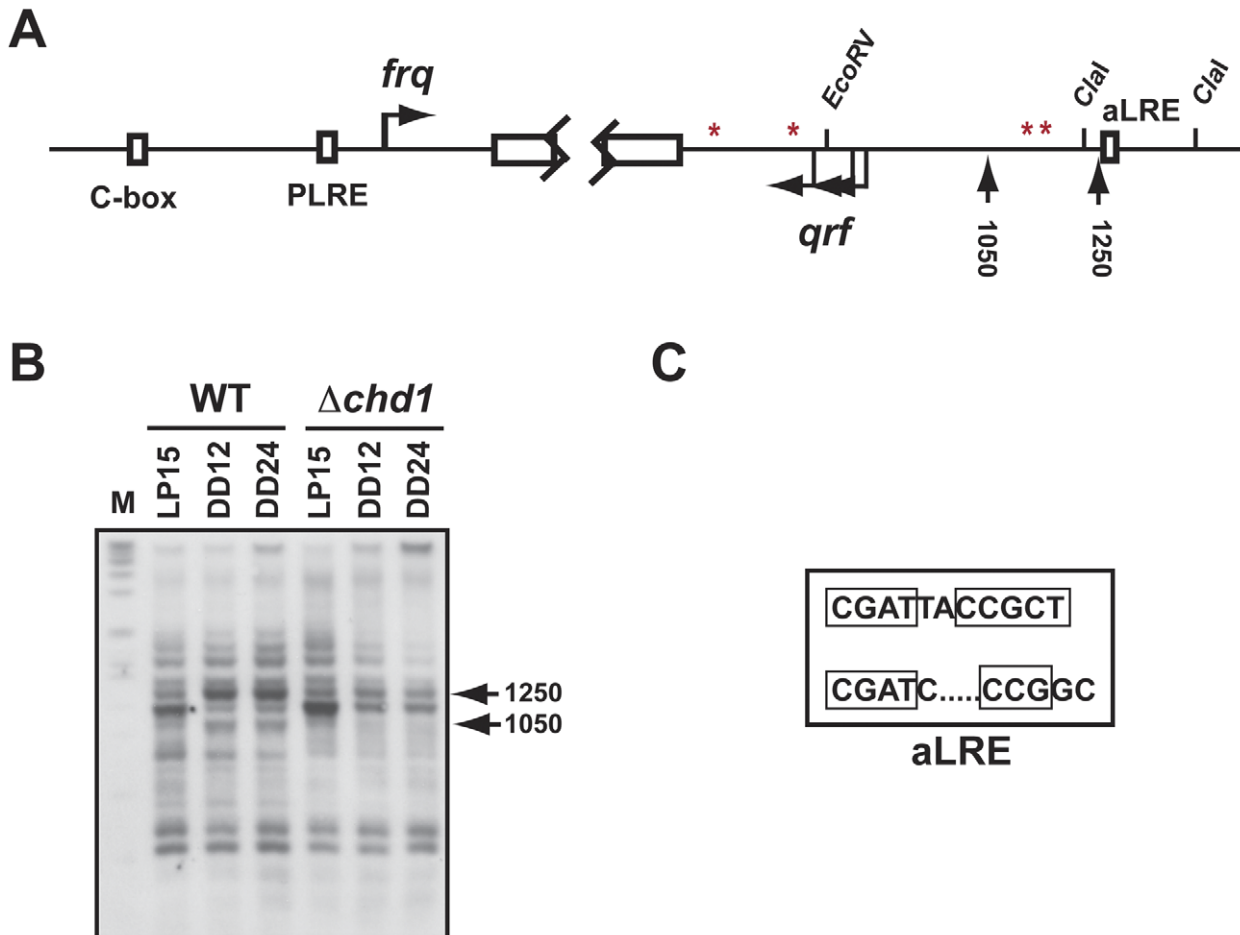 A
frq
EcoRV
ClaI
aLRE
ClaI
* * **
C-box
PLRE
qrf
1050
1250
B
WT Δchd1
M LP15 DD12 DD24 LP15 DD12 DD24
1250
1050
C
CGATTACCGCT
CGATC.....CCGGC
aLRE